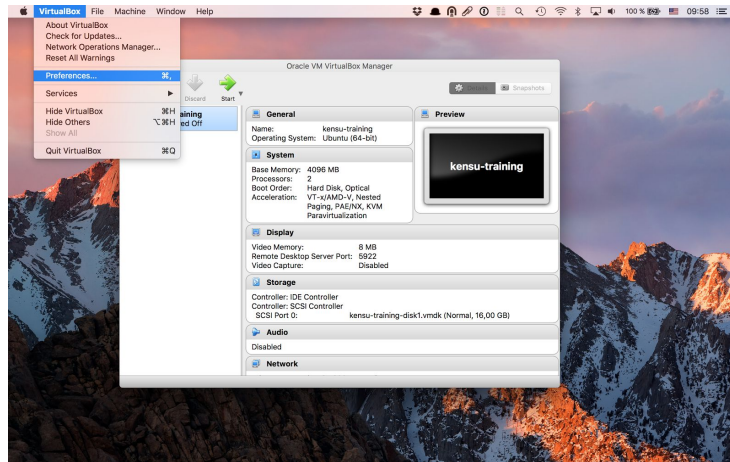 VirtualBox File Machine Window Help 100 % 09:58
About VirtualBox
Check for Updates...
Network Operations Manager...
Reset All Warnings
Preferences... ⌘,
Services
Hide VirtualBox ⌘H
Hide Others ⌥⌘H
Show All
Quit VirtualBox ⌘Q
Oracle VM VirtualBox Manager
Discard Start
Details Snapshots
aining
ed Off
General
Name: kensu-training
Operating System: Ubuntu (64-bit)
System
Base Memory: 4096 MB
Processors: 2
Boot Order: Hard Disk, Optical
Acceleration: VT-x/AMD-V, Nested
Paging, PAE/NX, KVM
Paravirtualization
Preview
kensu-training
Display
Video Memory: 8 MB
Remote Desktop Server Port: 5922
Video Capture: Disabled
Storage
Controller: IDE Controller
Controller: SCSI Controller
SCSI Port 0: kensu-training-disk1.vmdk (Normal, 16,00 GB)
Audio
Disabled
Network